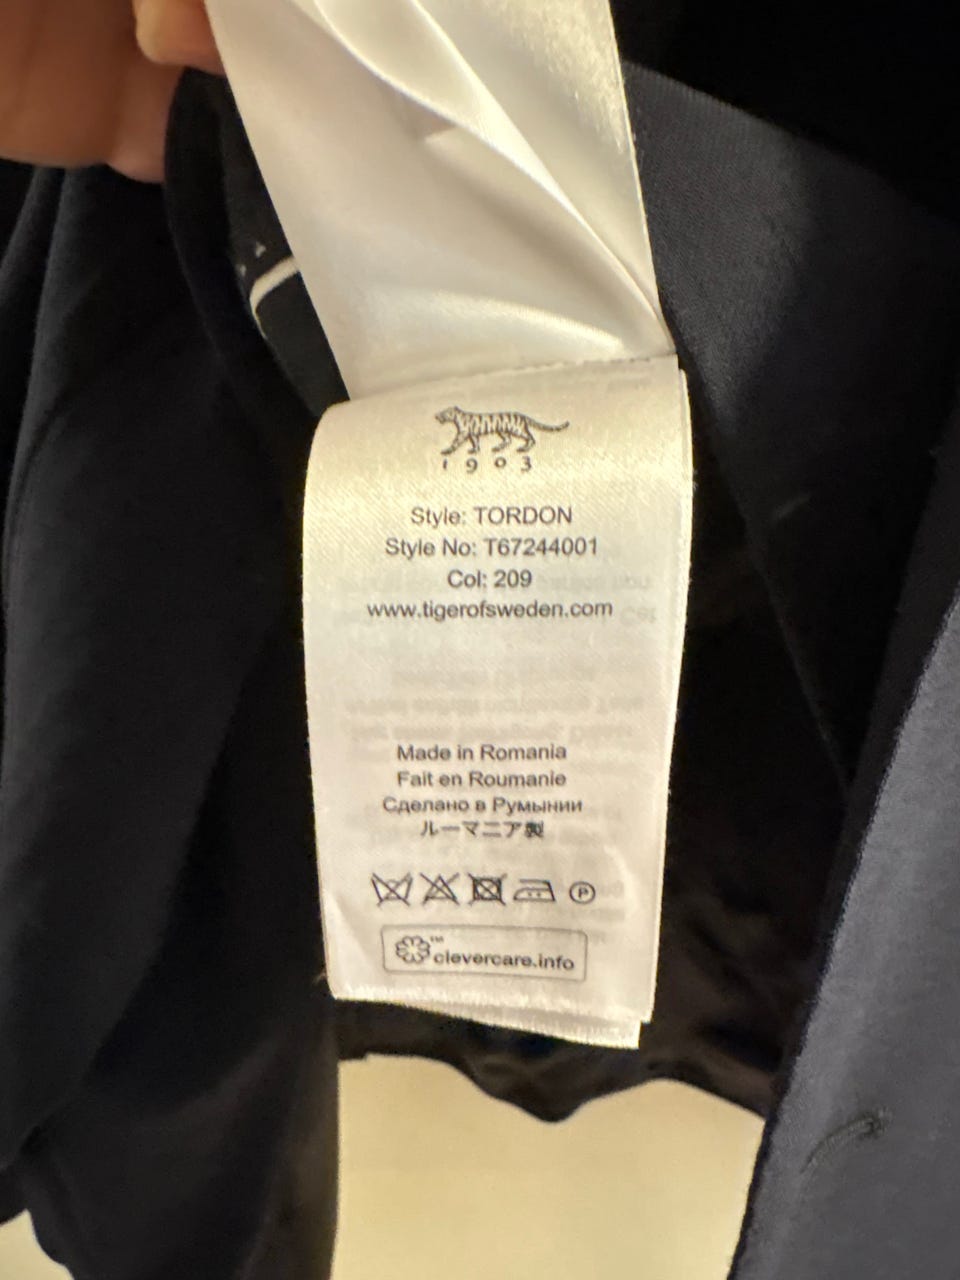 1903
Style: TORDON
Style No: T67244001
Col: 209
www.tigerofsweden.com
Made in Romania
Fait en Roumanie
Сделано в Румынии
ルーマニア製
P
™ clevercare.info